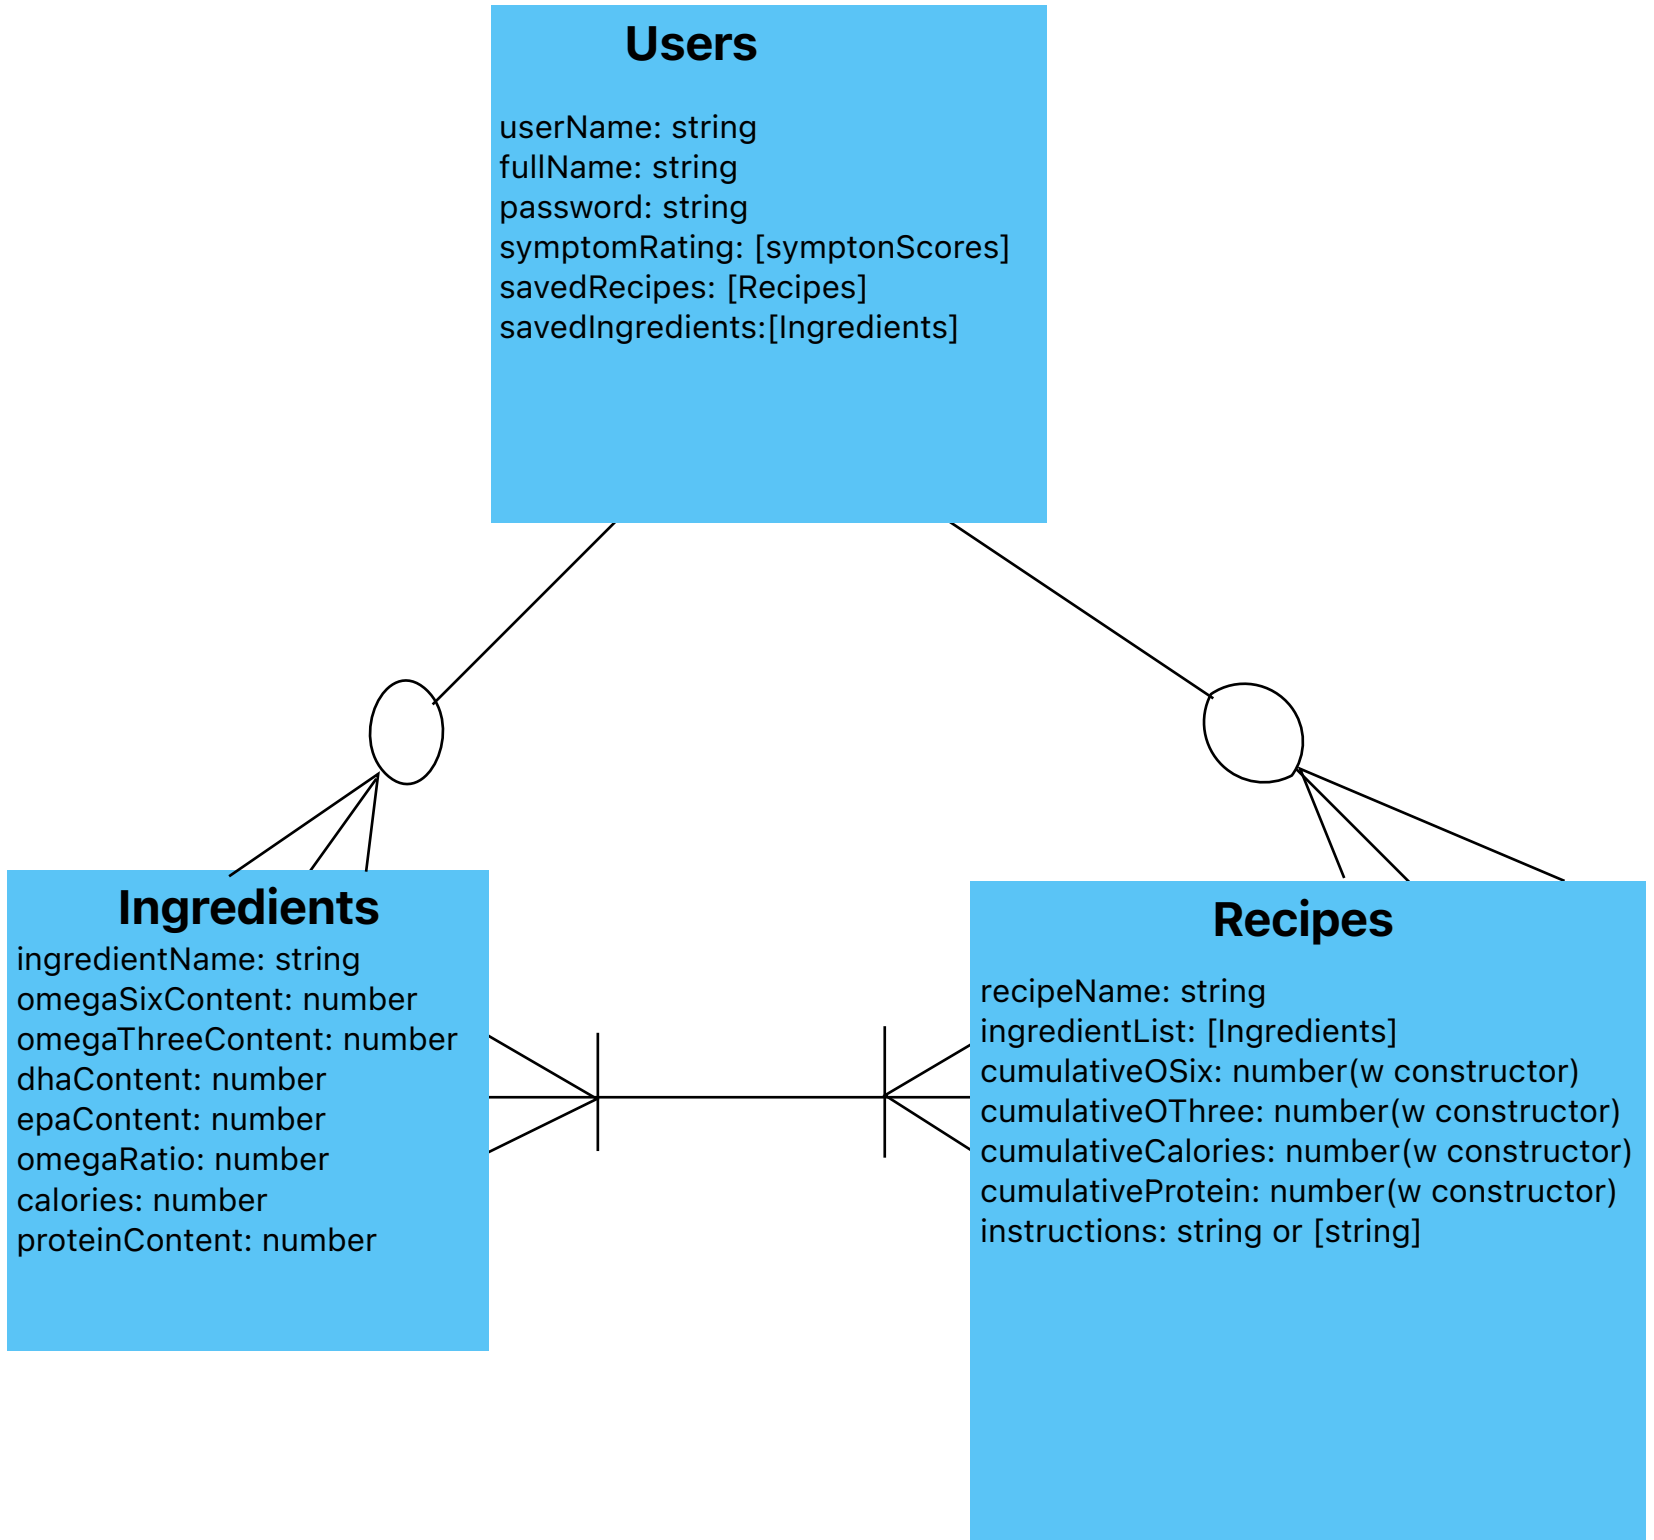 Users
userName: string
fullName: string
password: string
symptomRating: [symptonScores]
savedRecipes: [Recipes]
savedIngredients:[Ingredients]
Ingredients
ingredientName: string
omegaSixContent: number
omegaThreeContent: number
dhaContent: number
epaContent: number
omegaRatio: number
calories: number
proteinContent: number
Recipes
recipeName: string
ingredientList: [Ingredients]
cumulativeOSix: number(w constructor)
cumulativeOThree: number(w constructor)
cumulativeCalories: number(w constructor)
cumulativeProtein: number(w constructor)
instructions: string or [string]